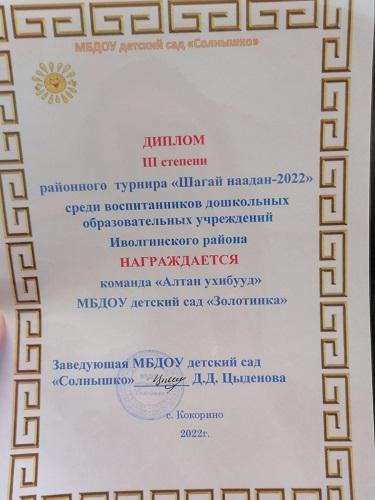 МБДОУ детский сад «Солнышко»
ДИПЛОМ
III степени
районного турнира «Шагай наадан-2022»
среди воспитанников дошкольных
образовательных учреждений
Иволгинского района
НАГРАЖДАЕТСЯ
команда «Алтан ухибууд»
МБДОУ детский сад «Золотинка»
Заведующая МБДОУ детский сад
«Солнышко» Д.Д. Цыденова
с. Кокорино
2022г.